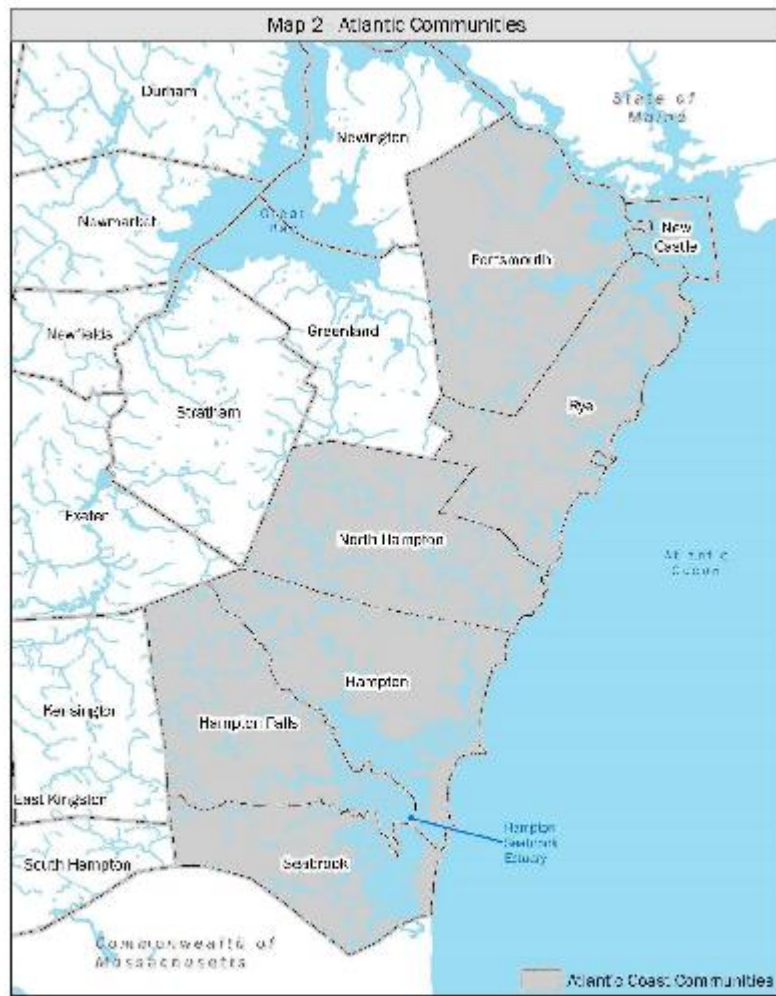 Map 2 Atlantic Communities
Durham
State of
Maine
Newington
Newmarket
Great
Bay
New
Castle
Portsmouth
Newfields
Greenland
Stratham
Rye
Exeter
North Hampton
Atlantic
Ocean
Hampton
Kensington
Hampton Falls
East Kingston
Hampton
Seabrook
Estuary
South Hampton
Seabrook
Commonwealth of
Massachusetts
Atlantic Coast Communities